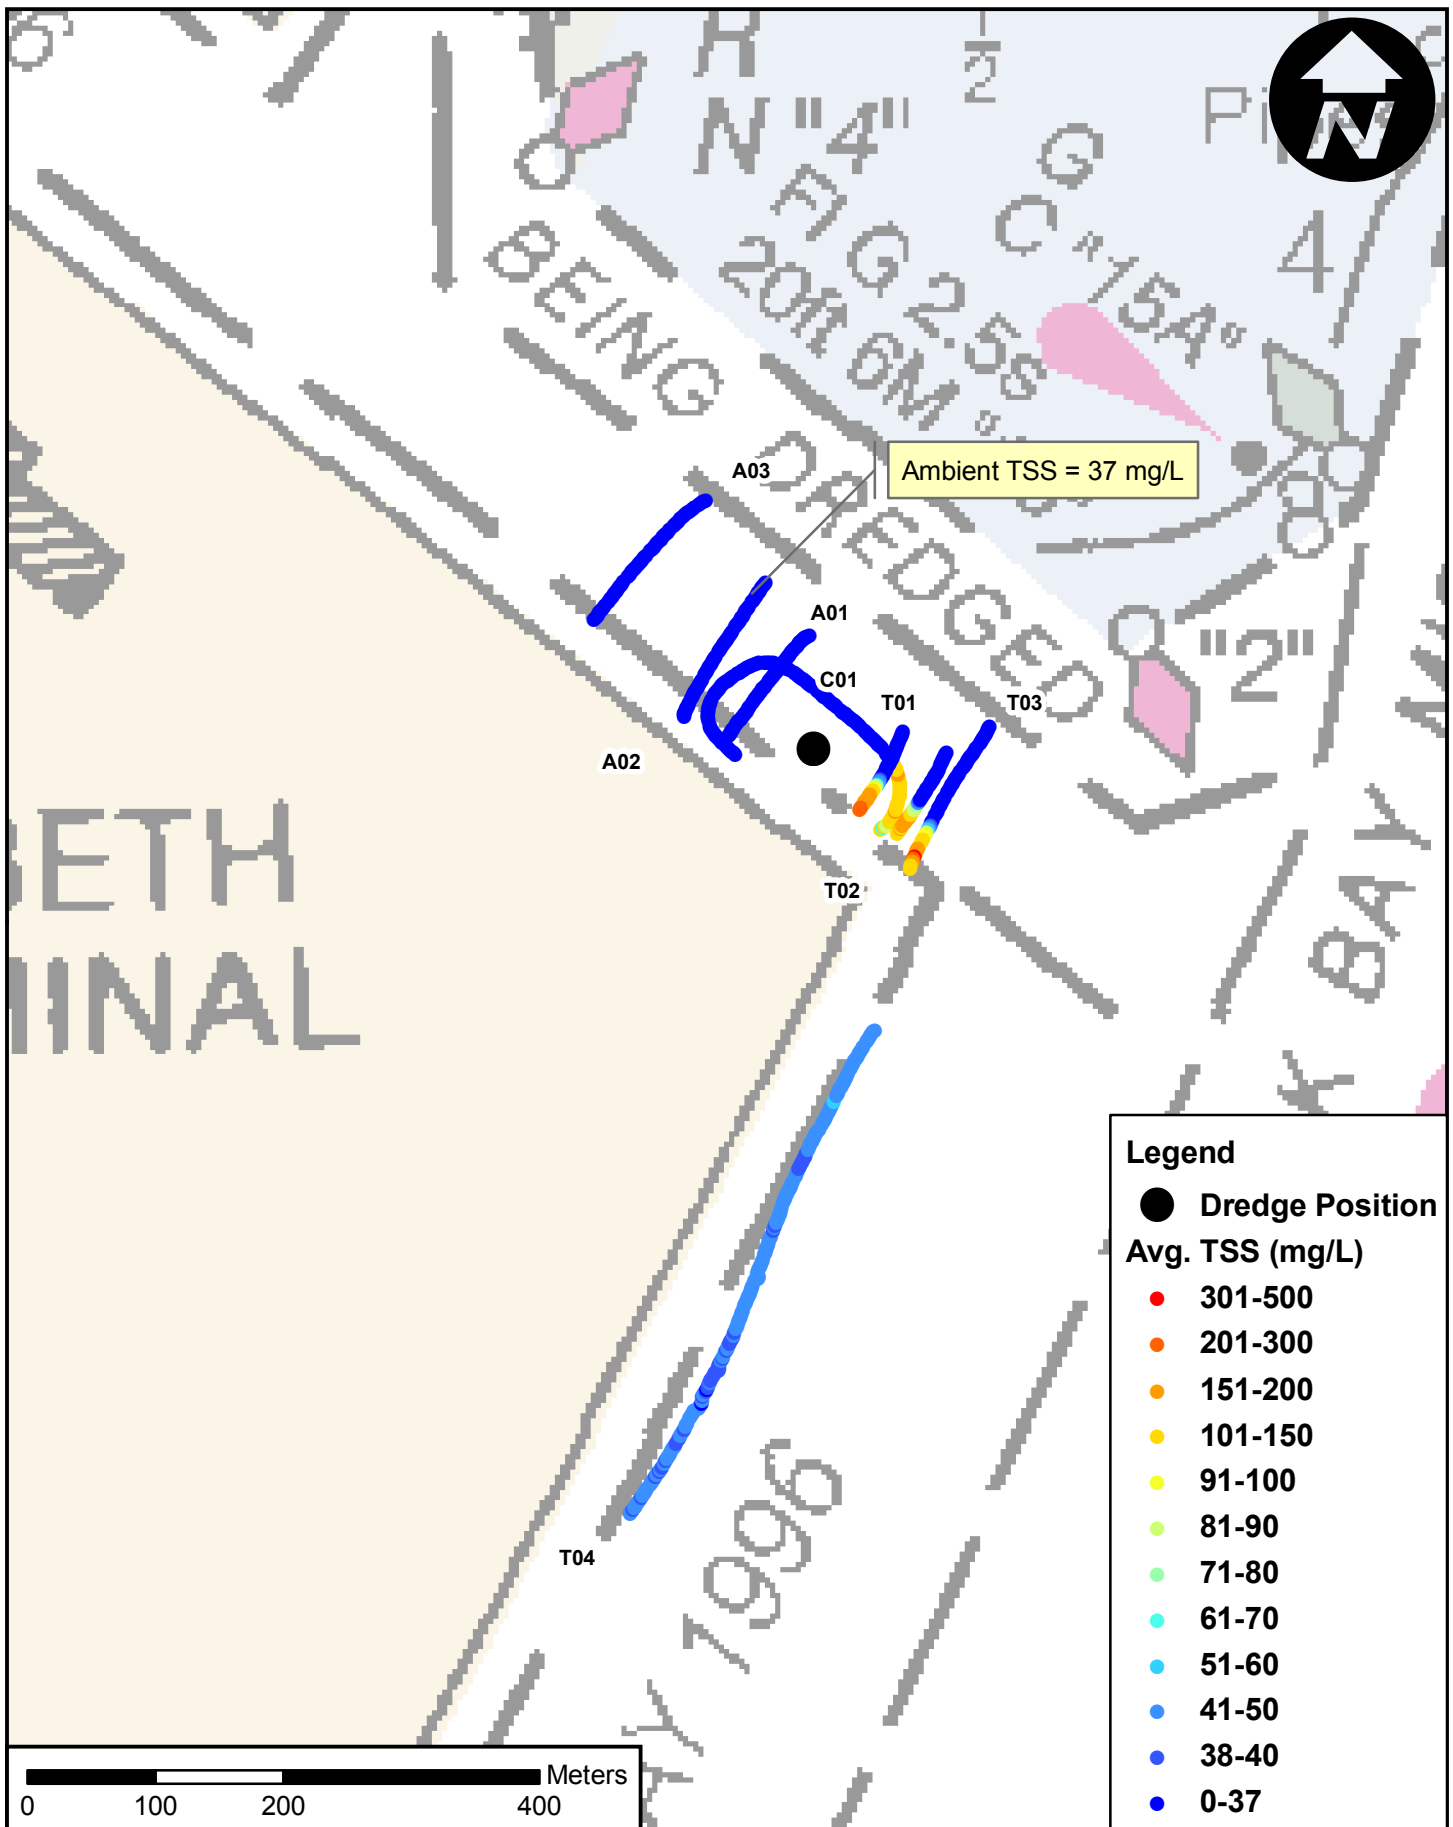 R
1/2
N "4"
Fl G 2.5s
20ft 6M
G
C "15A"
4
N
BEING DREDGED
Ambient TSS = 37 mg/L
A03
A01
C01
T01
T03
A02
T02
"2"
BAY
1996
T04
Legend
Dredge Position
Avg. TSS (mg/L)
301-500
201-300
151-200
101-150
91-100
81-90
71-80
61-70
51-60
41-50
38-40
0-37
Meters
0 100 200 400